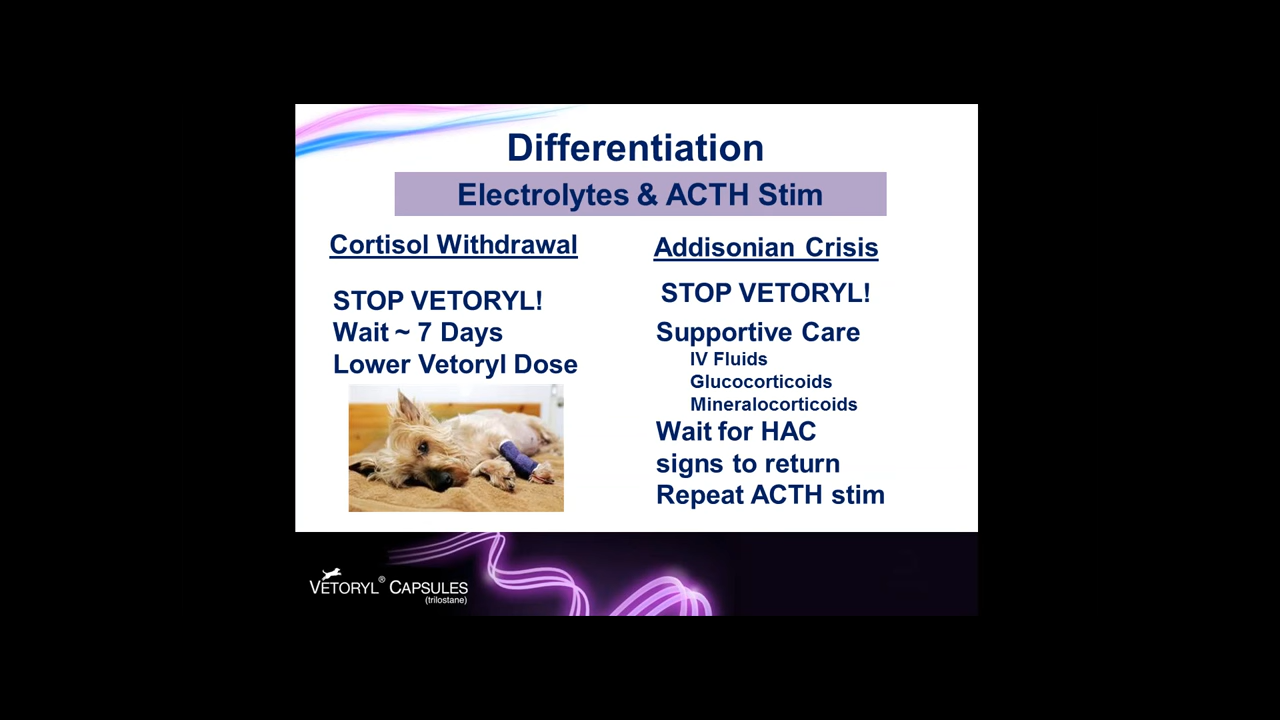 Differentiation
Electrolytes & ACTH Stim
Cortisol Withdrawal
STOP VETORYL!
Wait ~ 7 Days
Lower Vetoryl Dose
Addisonian Crisis
STOP VETORYL!
Supportive Care
IV Fluids
Glucocorticoids
Mineralocorticoids
Wait for HAC
signs to return
Repeat ACTH stim
VETORYL® CAPSULES
(trilostane)